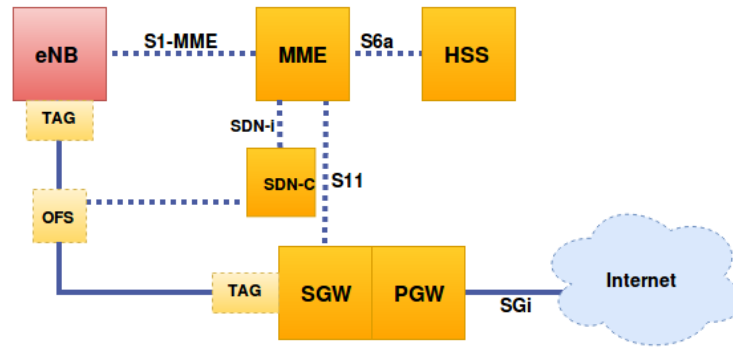 eNB
S1-MME
MME
S6a
HSS
TAG
SDN-i
SDN-C
S11
OFS
TAG
SGW
PGW
SGi
Internet